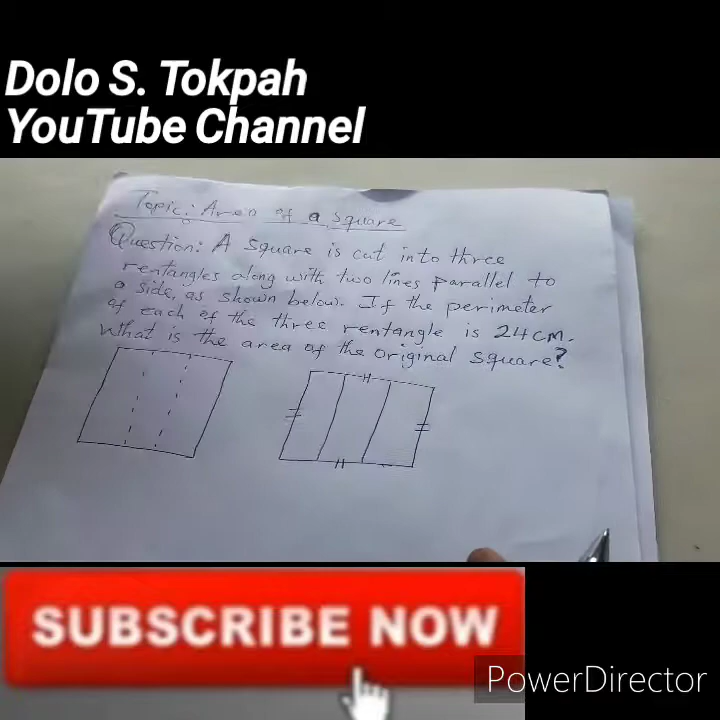 Dolo S. Tokpah
YouTube Channel
Topic: Area of a square
Question: A square is cut into three
rentangles along with two lines parallel to
a side, as shown below. If the perimeter
of each of the three rentangle is 24cm.
What is the area of the original square?
SUBSCRIBE NOW
PowerDirector